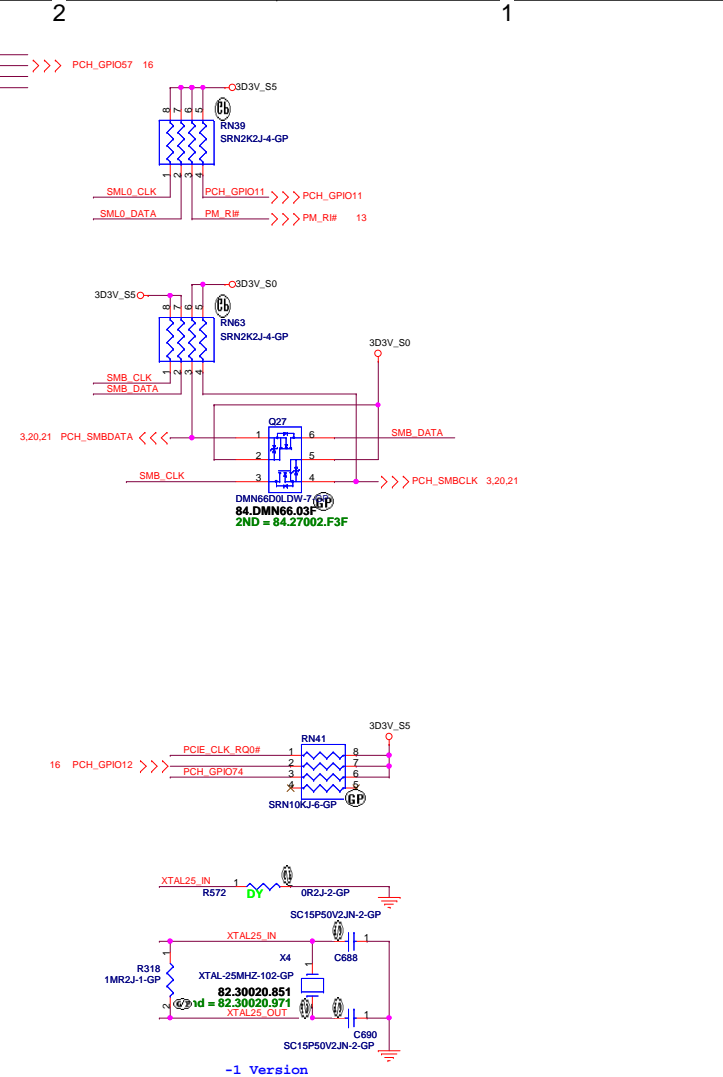 2 1
PCH_GPIO57 16
3D3V_S5
8 7 6 5
RN39
SRN2K2J-4-GP
1 2 3 4
SML0_CLK PCH_GPIO11 PCH_GPIO11
SML0_DATA PM_RI# PM_RI# 13
3D3V_S0
3D3V_S5
8 7 6 5
RN63
SRN2K2J-4-GP
3D3V_S0
1 2 3 4
SMB_CLK
SMB_DATA
Q27
3,20,21 PCH_SMBDATA 1 6 SMB_DATA
2 5
SMB_CLK 3 4 PCH_SMBCLK 3,20,21
DMN66D0LDW-7-GP
GP
84.DMN66.03F
2ND = 84.27002.F3F
3D3V_S5
RN41
PCIE_CLK_RQ0# 1 8
16 PCH_GPIO12 2 7
PCH_GPIO74 3 6
4 5
SRN10KJ-6-GP GP
XTAL25_IN 1
R572 DY 0R2J-2-GP
SC15P50V2JN-2-GP
XTAL25_IN 1
1 X4 C688
R318 1
1MR2J-1-GP XTAL-25MHZ-102-GP
82.30020.851
2 nd = 82.30020.971
XTAL25_OUT 1
C690
SC15P50V2JN-2-GP
-1 Version